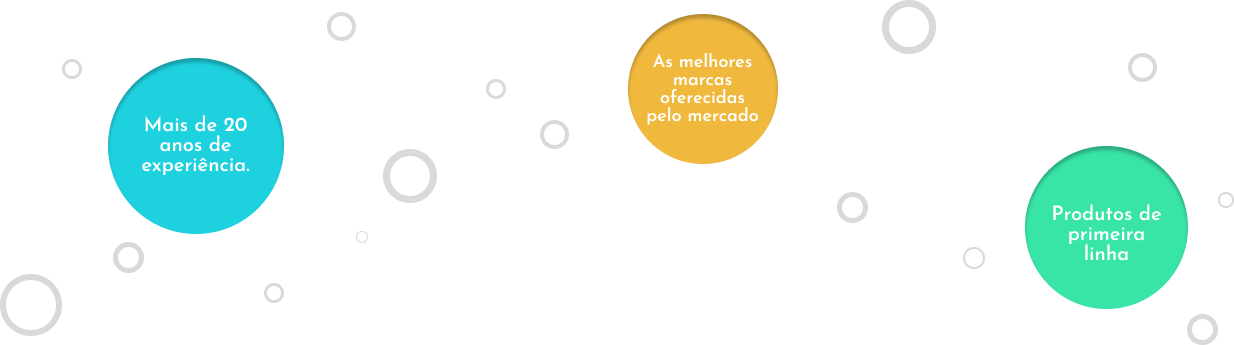 Mais de 20
anos de
experiência.
As melhores
marcas
oferecidas
pelo mercado
Produtos de
primeira
linha